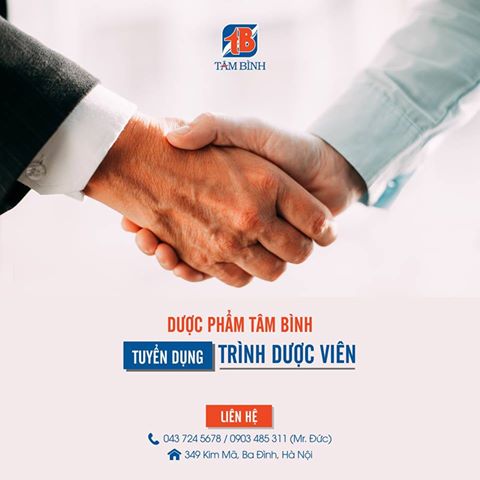 TB
TÂM BÌNH
DƯỢC PHẨM TÂM BÌNH
TUYỂN DỤNG TRÌNH DƯỢC VIÊN
LIÊN HỆ
043 724 5678 / 0903 485 311 (Mr. Đức)
349 Kim Mã, Ba Đình, Hà Nội